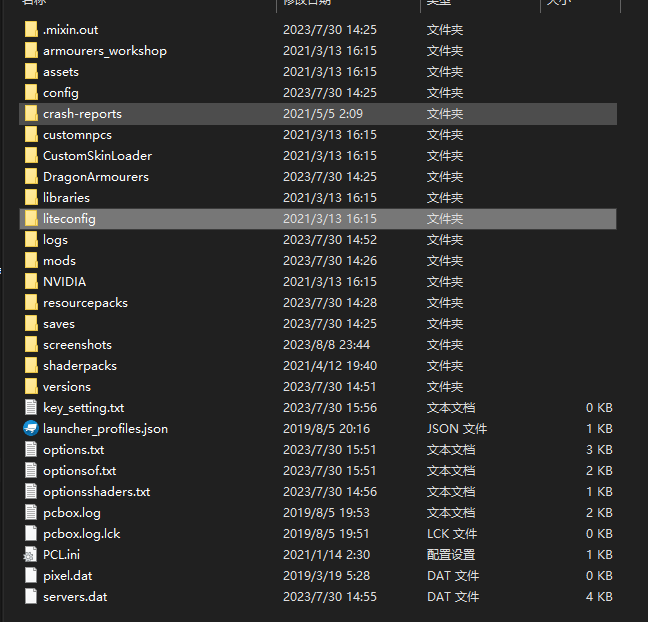 名称 修改日期 类型 大小
.mixin.out 2023/7/30 14:25 文件夹
armourers_workshop 2021/3/13 16:15 文件夹
assets 2021/3/13 16:15 文件夹
config 2023/7/30 14:25 文件夹
crash-reports 2021/5/5 2:09 文件夹
customnpcs 2021/3/13 16:15 文件夹
CustomSkinLoader 2021/3/13 16:15 文件夹
DragonArmourers 2023/7/30 14:25 文件夹
libraries 2021/3/13 16:15 文件夹
liteconfig 2021/3/13 16:15 文件夹
logs 2023/7/30 14:52 文件夹
mods 2023/7/30 14:26 文件夹
NVIDIA 2021/3/13 16:15 文件夹
resourcepacks 2023/7/30 14:28 文件夹
saves 2023/7/30 14:25 文件夹
screenshots 2023/8/8 23:44 文件夹
shaderpacks 2021/4/12 19:40 文件夹
versions 2023/7/30 14:51 文件夹
key_setting.txt 2023/7/30 15:56 文本文档 0 KB
launcher_profiles.json 2019/8/5 20:16 JSON 文件 1 KB
options.txt 2023/7/30 15:51 文本文档 3 KB
optionsof.txt 2023/7/30 15:51 文本文档 2 KB
optionsshaders.txt 2023/7/30 14:56 文本文档 1 KB
pcbox.log 2019/8/5 19:53 文本文档 2 KB
pcbox.log.lck 2019/8/5 19:51 LCK 文件 0 KB
PCL.ini 2021/1/14 2:30 配置设置 1 KB
pixel.dat 2019/3/19 5:28 DAT 文件 0 KB
servers.dat 2023/7/30 14:55 DAT 文件 4 KB